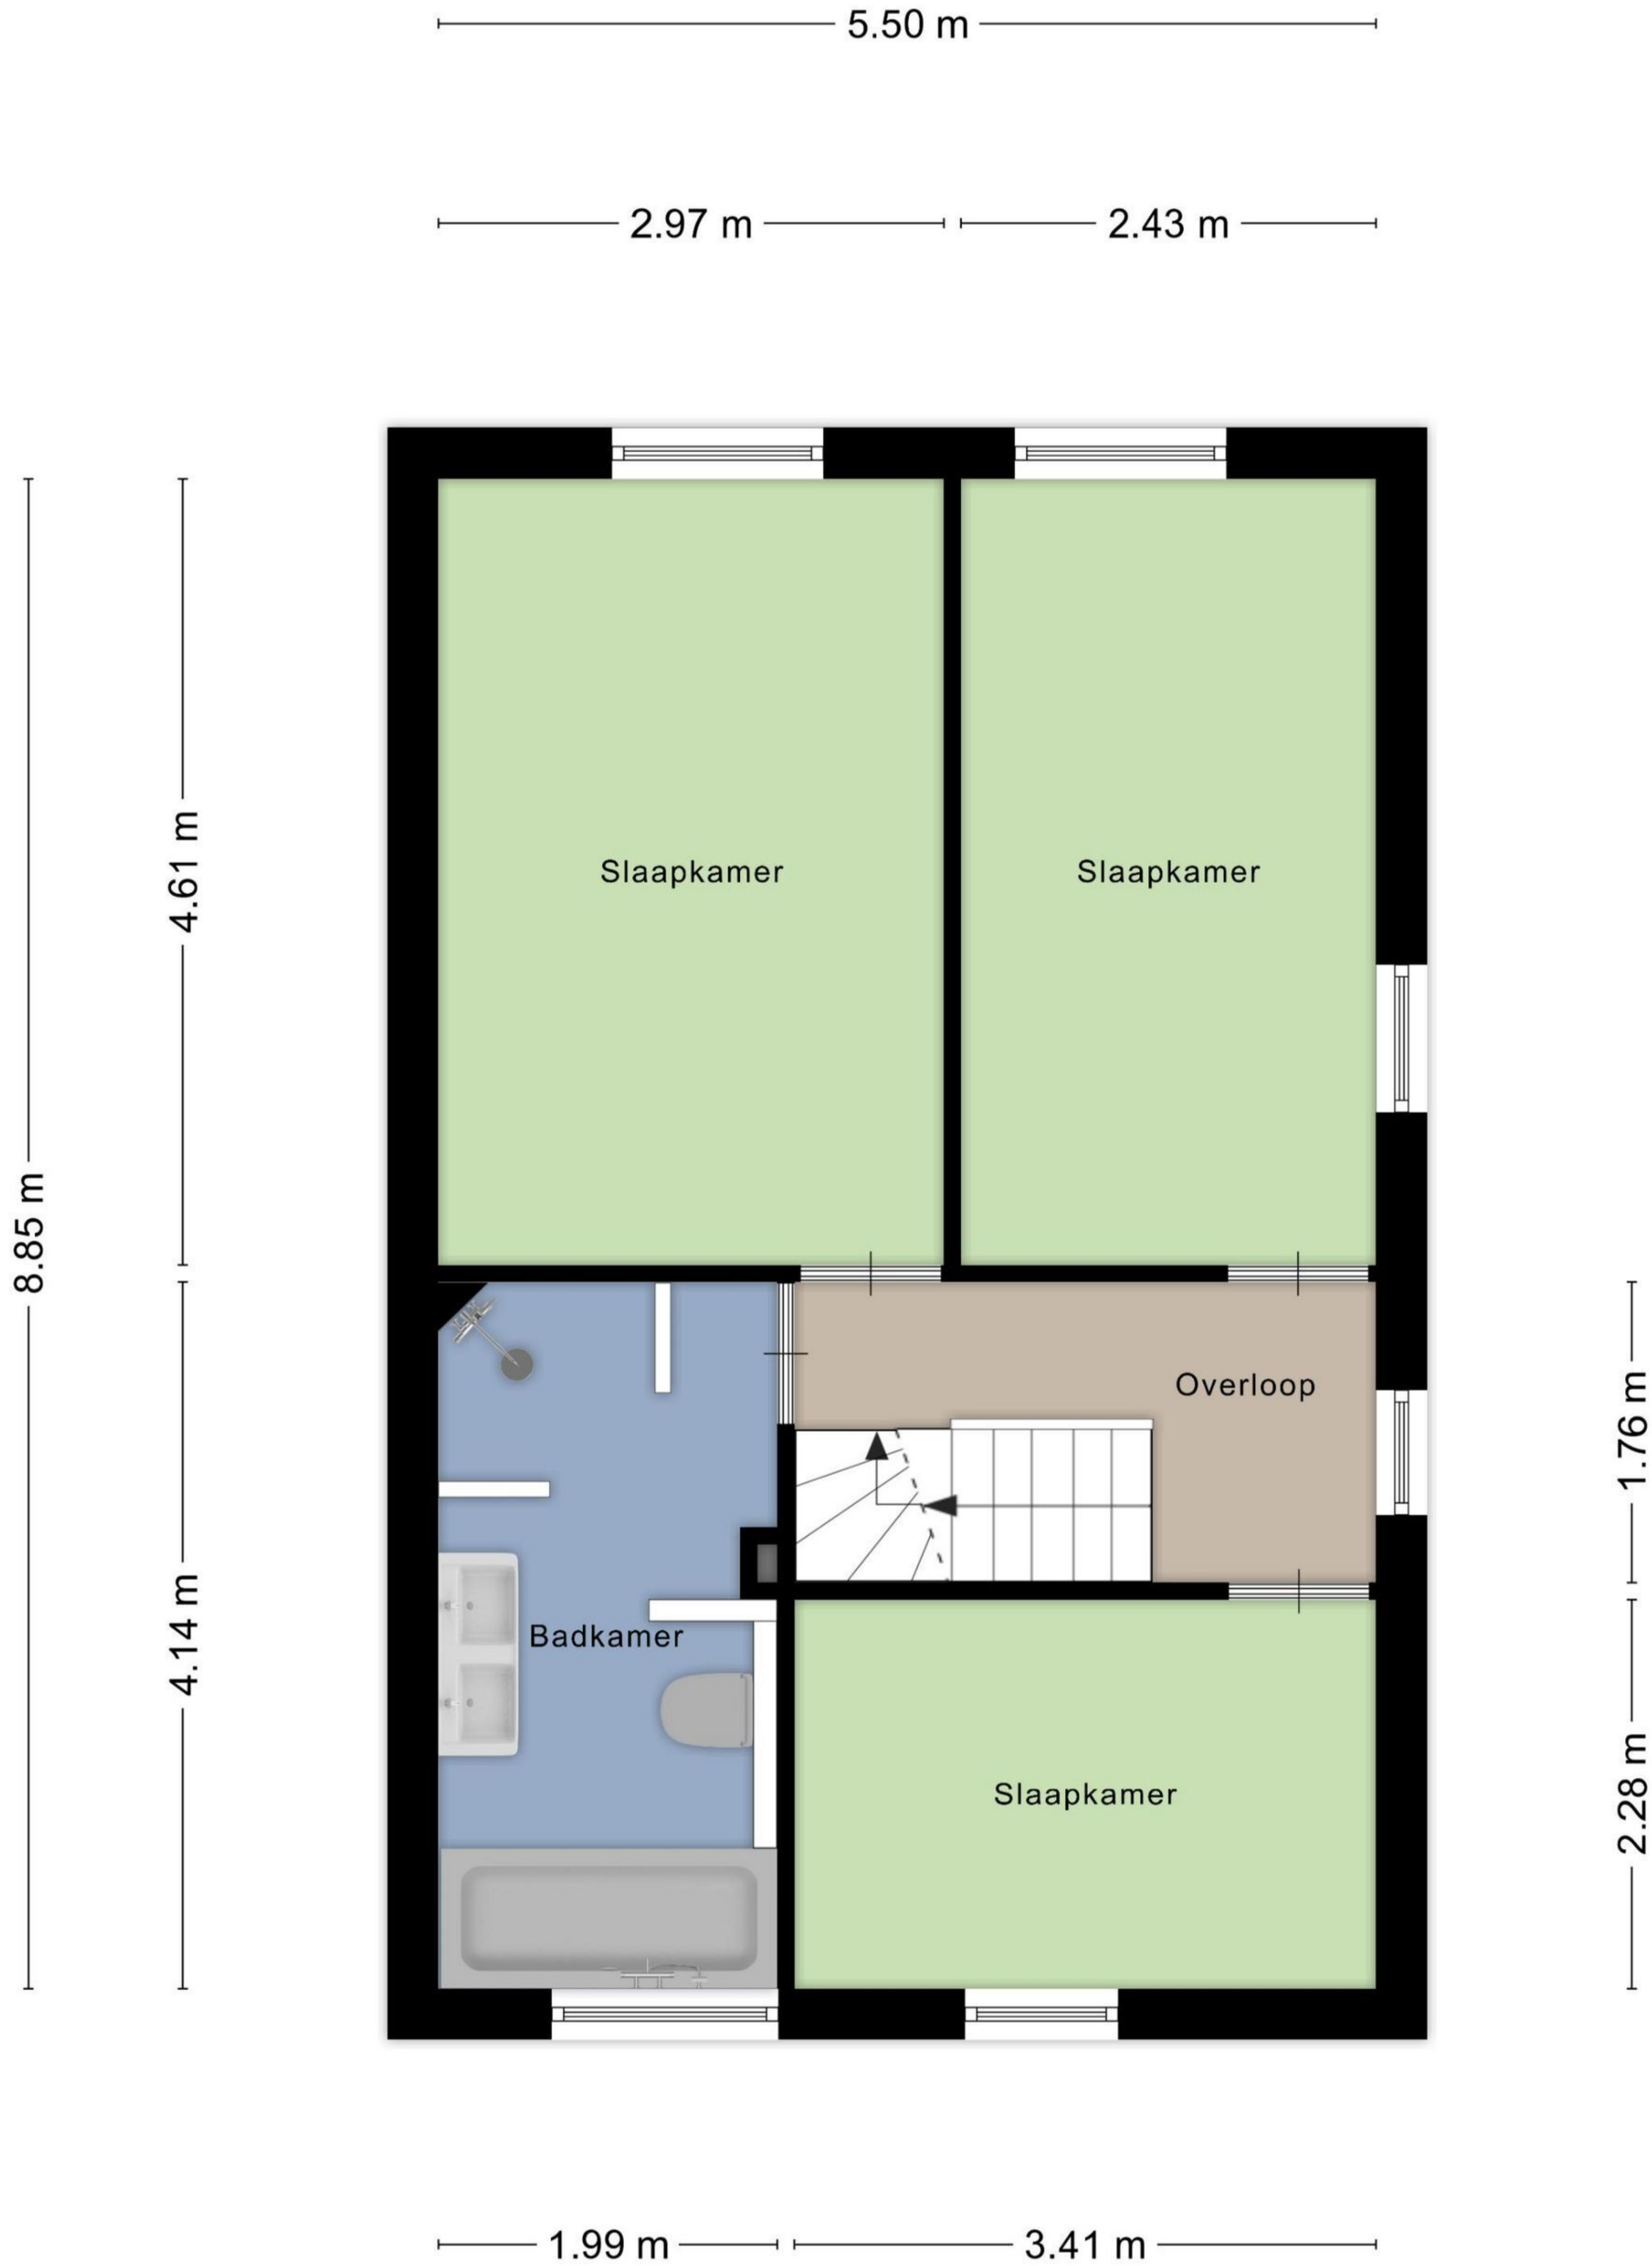 5.50 m
2.97 m
2.43 m
4.61 m
8.85 m
Slaapkamer
Slaapkamer
Overloop
1.76 m
4.14 m
Badkamer
Slaapkamer
2.28 m
1.99 m
3.41 m